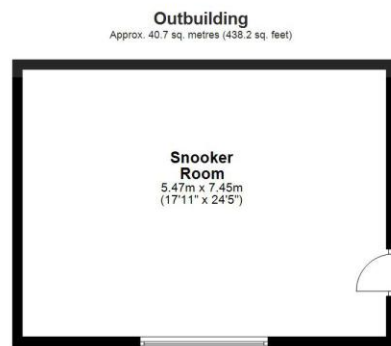 Outbuilding
Approx. 40.7 sq. metres (438.2 sq. feet)
Snooker
Room
5.47m x 7.45m
(17'11" x 24'5")